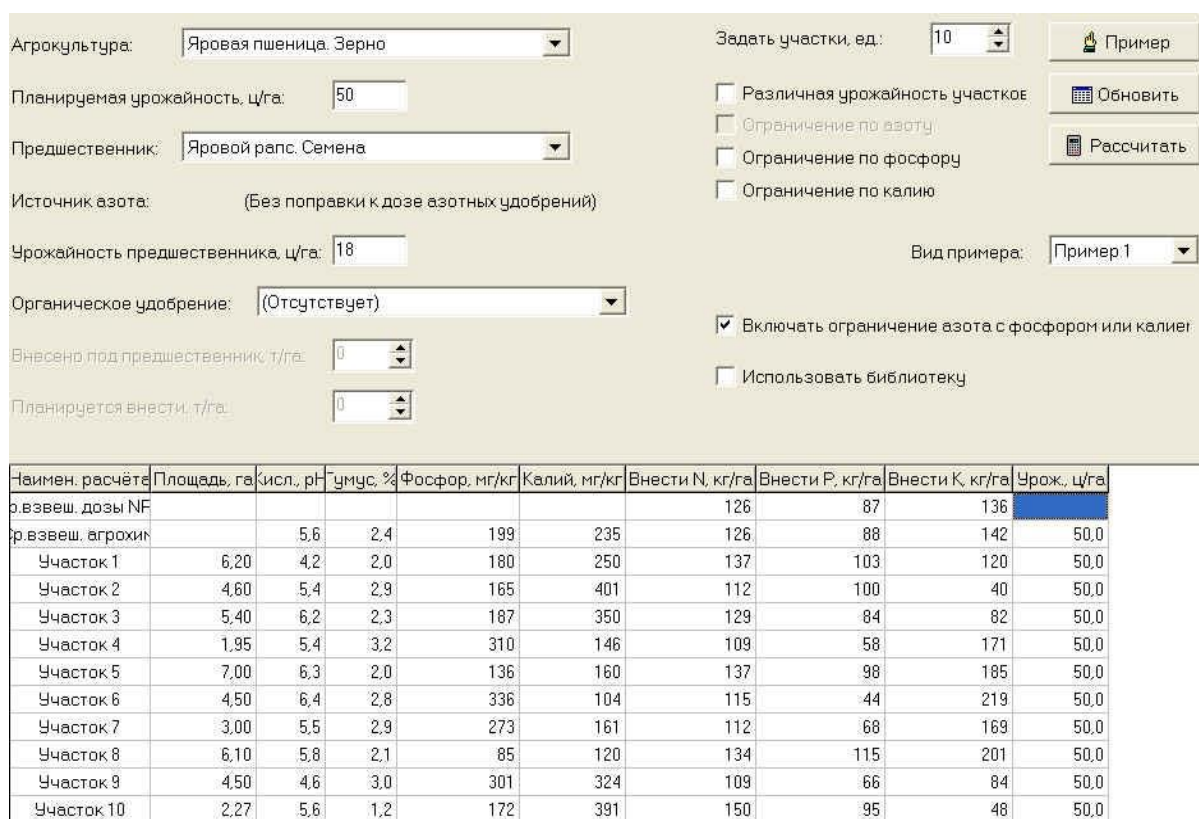 Агрокультура: Яровая пшеница. Зерно Задать участки, ед.: 10 Пример
Планируемая урожайность, ц/га: 50 Различная урожайность участков Обновить
Ограничение по азоту
Предшественник: Яровой рапс. Семена Ограничение по фосфору Рассчитать
Источник азота: (Без поправки к дозе азотных удобрений) Ограничение по калию
Урожайность предшественника, ц/га: 18 Вид примера: Пример.1
Органическое удобрение: (Отсутствует)
Включать ограничение азота с фосфором или калием
Внесено под предшественник, т/га: 0
Использовать библиотеку
Планируется внести, т/га: 0
Наимен. расчёта Площадь, га Кисл., pH Гумус, % Фосфор, мг/кг Калий, мг/кг Внести N, кг/га Внести P, кг/га Внести K, кг/га Урож., ц/га
р.взвеш. дозы NP 126 87 136
Ср.взвеш. агрохим 5,6 2,4 199 235 126 88 142 50,0
Участок 1 6,20 4,2 2,0 180 250 137 103 120 50,0
Участок 2 4,60 5,4 2,9 165 401 112 100 40 50,0
Участок 3 5,40 6,2 2,3 187 350 129 84 82 50,0
Участок 4 1,95 5,4 3,2 310 146 109 58 171 50,0
Участок 5 7,00 6,3 2,0 136 160 137 98 185 50,0
Участок 6 4,50 6,4 2,8 336 104 115 44 219 50,0
Участок 7 3,00 5,5 2,9 273 161 112 68 169 50,0
Участок 8 6,10 5,8 2,1 85 120 134 115 201 50,0
Участок 9 4,50 4,6 3,0 301 324 109 66 84 50,0
Участок 10 2,27 5,6 1,2 172 391 150 95 48 50,0